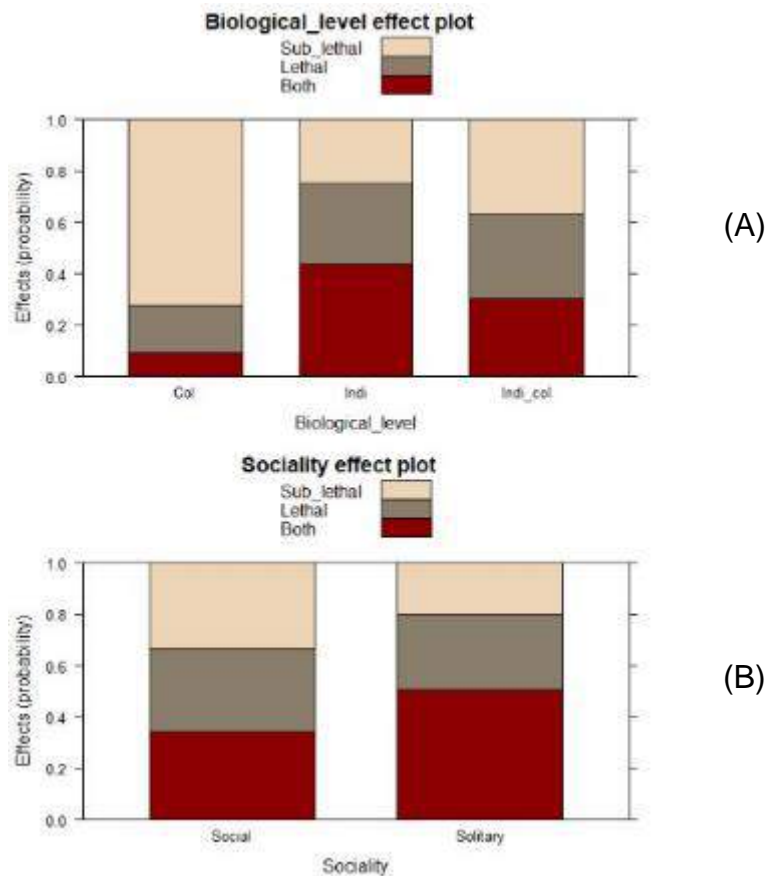 Biological_level effect plot
Sub_lethal
Lethal
Both
1.0
0.8
0.6
0.4
0.2
0.0
Effects (probability)
Col Indi Indi_col
Biological_level
(A)
Sociality effect plot
Sub_lethal
Lethal
Both
1.0
0.8
0.6
0.4
0.2
0.0
Effects (probability)
Social Solitary
Sociality
(B)